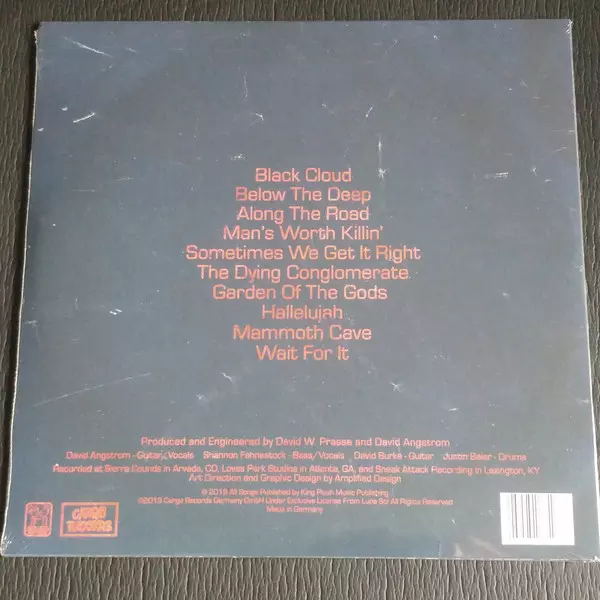 Black Cloud
Below The Deep
Along The Road
Man's Worth Killin'
Sometimes We Get It Right
The Dying Conglomerate
Garden Of The Gods
Hallelujah
Mammoth Cave
Wait For It
Produced and Engineered by David W. Prasse and David Angstrom
David Angstrom - Guitar/Vocals Shannon Fahnestock - Bass/Vocals David Burke - Guitar Justin Baier - Drums
Recorded at Sierra Sounds in Arvada, CO, Loves Park Studios in Atlanta, GA, and Sneak Attack Recording in Lexington, KY
Art Direction and Graphic Design by Amplified Design
© 2019 All Songs Published by King Plush Music Publishing
©2019 Cargo Records Germany GmbH Under Exclusive License From Luna Sol All Rights Reserved
Made in Germany
CARGO
RECORDS